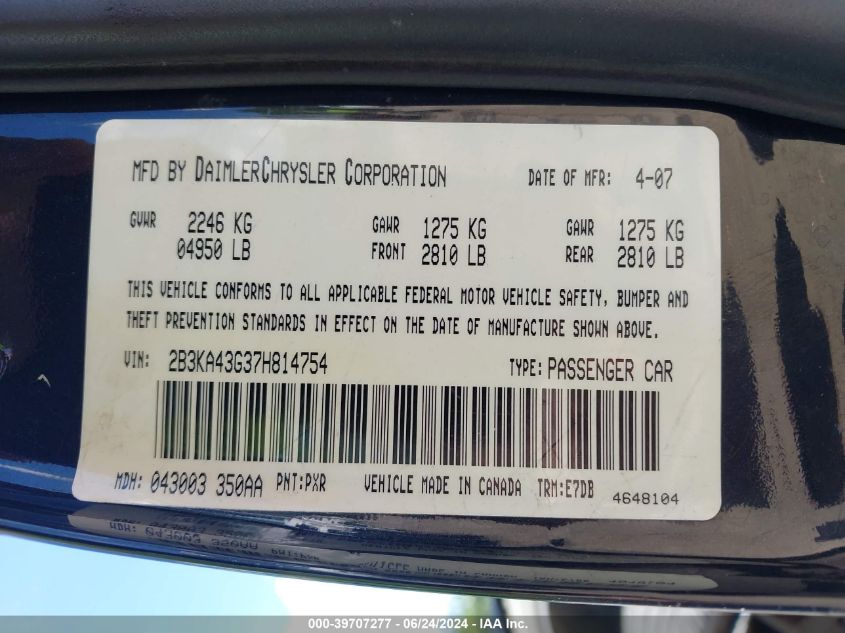 MFD BY DAIMLERCHRYSLER CORPORATION DATE OF MFR: 4-07
GVWR 2246 KG GAWR 1275 KG GAWR 1275 KG
04950 LB FRONT 2810 LB REAR 2810 LB
THIS VEHICLE CONFORMS TO ALL APPLICABLE FEDERAL MOTOR VEHICLE SAFETY, BUMPER AND
THEFT PREVENTION STANDARDS IN EFFECT ON THE DATE OF MANUFACTURE SHOWN ABOVE.
VIN: 2B3KA43G37H814754 TYPE: PASSENGER CAR
MDH: 043003 350AA PNT:PXR VEHICLE MADE IN CANADA TRM:E7DB 4648104
000-39707277 - 06/24/2024 - IAA Inc.